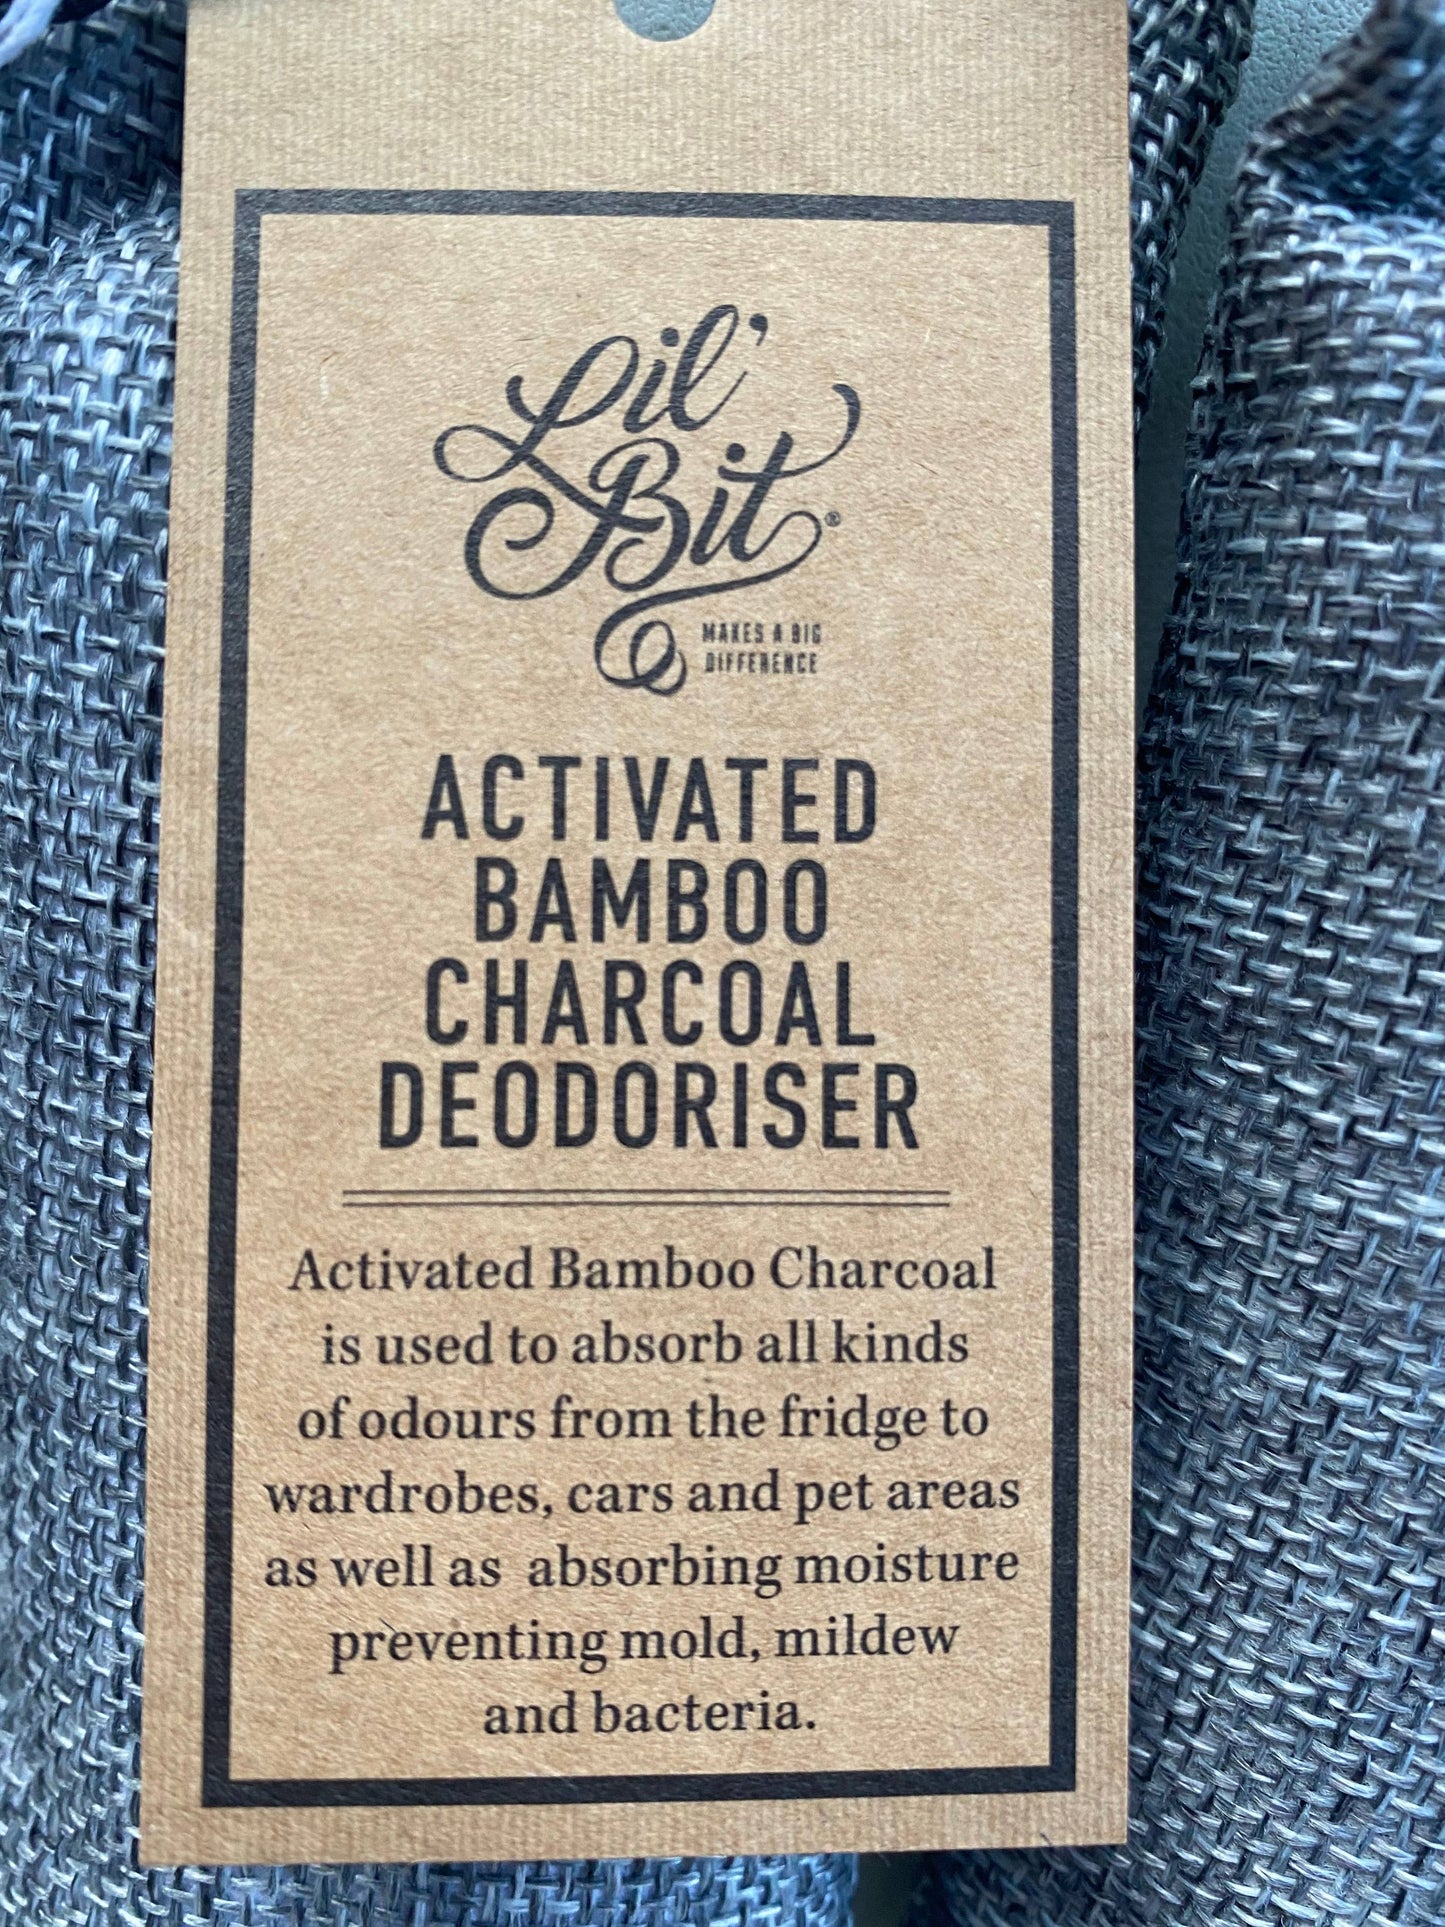 Lil'
Bit®
MAKES A BIG
DIFFERENCE
ACTIVATED
BAMBOO
CHARCOAL
DEODORISER
Activated Bamboo Charcoal
is used to absorb all kinds
of odours from the fridge to
wardrobes, cars and pet areas
as well as absorbing moisture
preventing mold, mildew
and bacteria.